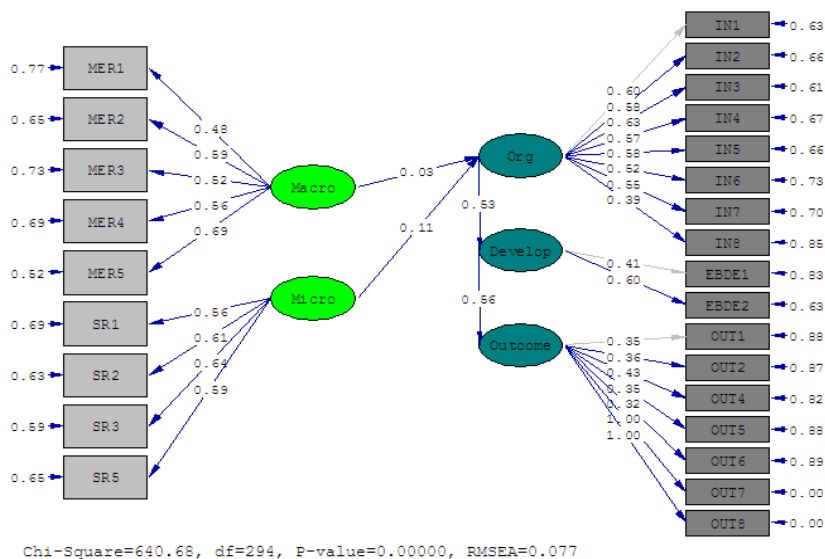 0.77 MER1
0.65 MER2
0.73 MER3
0.69 MER4
0.52 MER5
0.69 SR1
0.63 SR2
0.59 SR3
0.65 SR5
0.48
0.59
0.52
0.56
0.69
0.56
0.61
0.64
0.59
Macro
Micro
0.03
0.11
Org
0.53
Develop
0.56
Outcome
0.60
0.58
0.63
0.57
0.58
0.52
0.55
0.39
0.41
0.60
0.35
0.36
0.43
0.35
0.32
1.00
1.00
IN1 0.63
IN2 0.66
IN3 0.61
IN4 0.67
IN5 0.66
IN6 0.73
IN7 0.70
IN8 0.85
EBDE1 0.83
EBDE2 0.63
OUT1 0.88
OUT2 0.87
OUT4 0.82
OUT5 0.88
OUT6 0.89
OUT7 0.00
OUT8 0.00
Chi-Square=640.68, df=294, P-value=0.00000, RMSEA=0.077